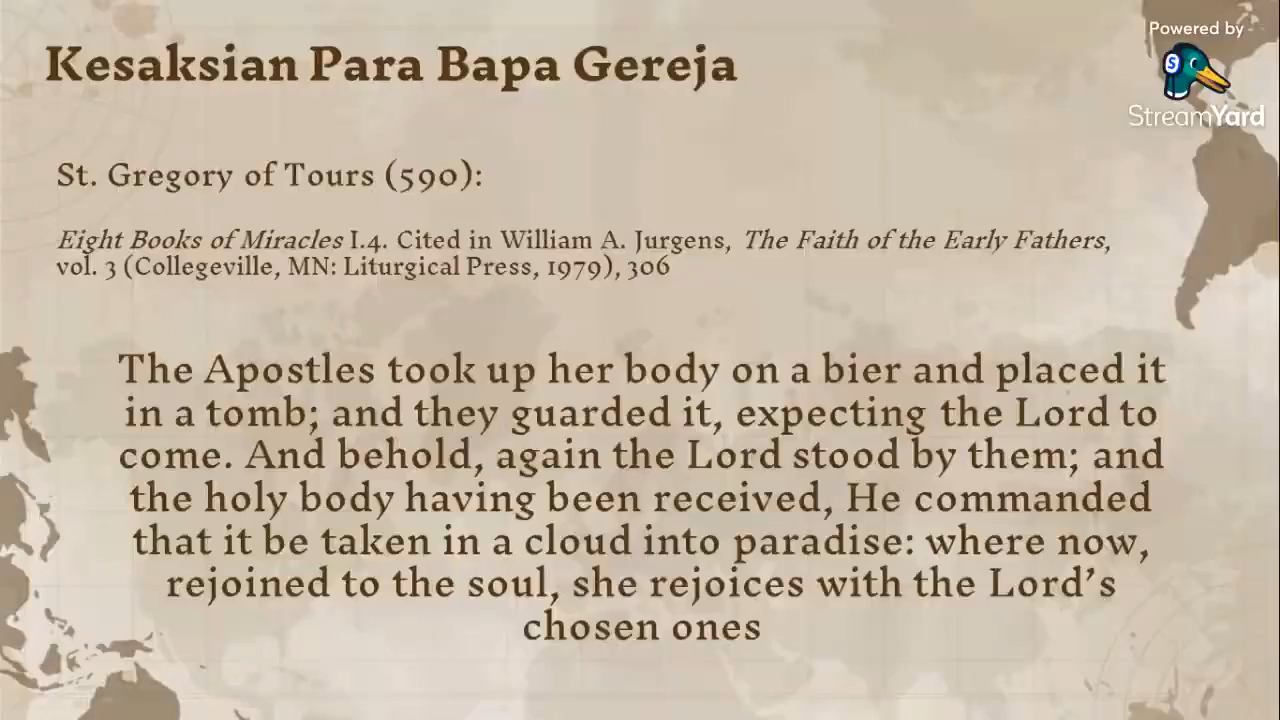 Kesaksian Para Bapa Gereja
Powered by
StreamYard
St. Gregory of Tours (590):
Eight Books of Miracles I.4. Cited in William A. Jurgens, The Faith of the Early Fathers,
vol. 3 (Collegeville, MN: Liturgical Press, 1979), 306
The Apostles took up her body on a bier and placed it
in a tomb; and they guarded it, expecting the Lord to
come. And behold, again the Lord stood by them; and
the holy body having been received, He commanded
that it be taken in a cloud into paradise: where now,
rejoined to the soul, she rejoices with the Lord’s
chosen ones